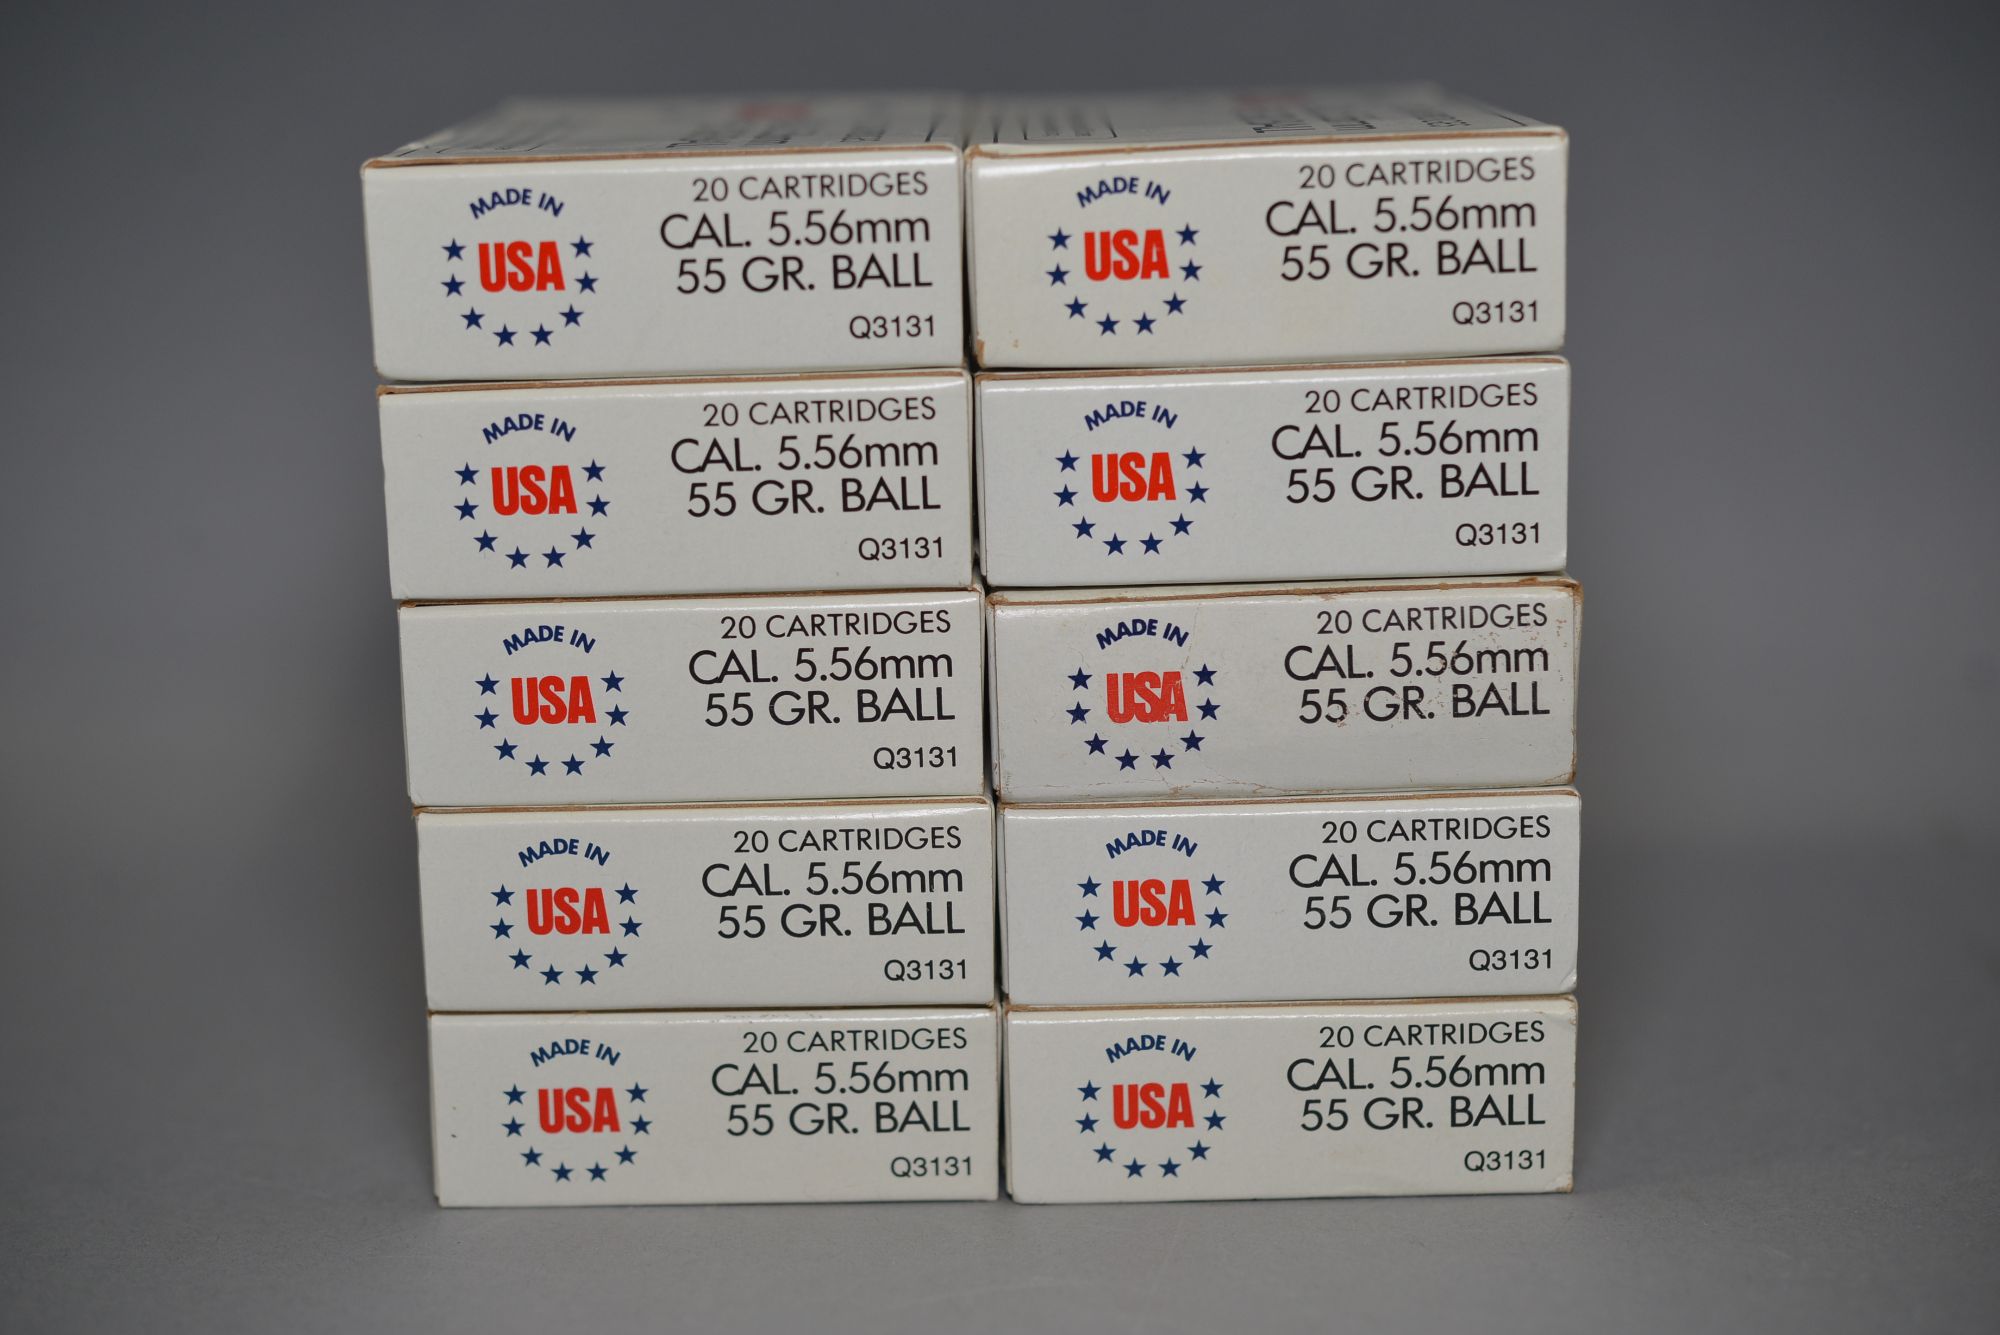 MADE IN
USA
20 CARTRIDGES
CAL. 5.56mm
55 GR. BALL
Q3131
MADE IN
USA
20 CARTRIDGES
CAL. 5.56mm
55 GR. BALL
Q3131
MADE IN
USA
20 CARTRIDGES
CAL. 5.56mm
55 GR. BALL
Q3131
MADE IN
USA
20 CARTRIDGES
CAL. 5.56mm
55 GR. BALL
Q3131
MADE IN
USA
20 CARTRIDGES
CAL. 5.56mm
55 GR. BALL
Q3131
MADE IN
USA
20 CARTRIDGES
CAL. 5.56mm
55 GR. BALL
MADE IN
USA
20 CARTRIDGES
CAL. 5.56mm
55 GR. BALL
Q3131
MADE IN
USA
20 CARTRIDGES
CAL. 5.56mm
55 GR. BALL
Q3131
MADE IN
USA
20 CARTRIDGES
CAL. 5.56mm
55 GR. BALL
Q3131
MADE IN
USA
20 CARTRIDGES
CAL. 5.56mm
55 GR. BALL
Q3131